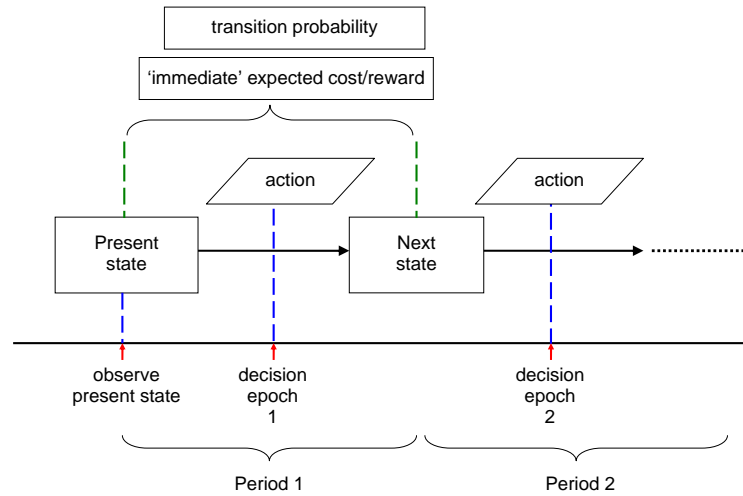 transition probability
‘immediate’ expected cost/reward
action
action
Present
state
Next
state
observe
present state
decision
epoch
1
decision
epoch
2
Period 1
Period 2